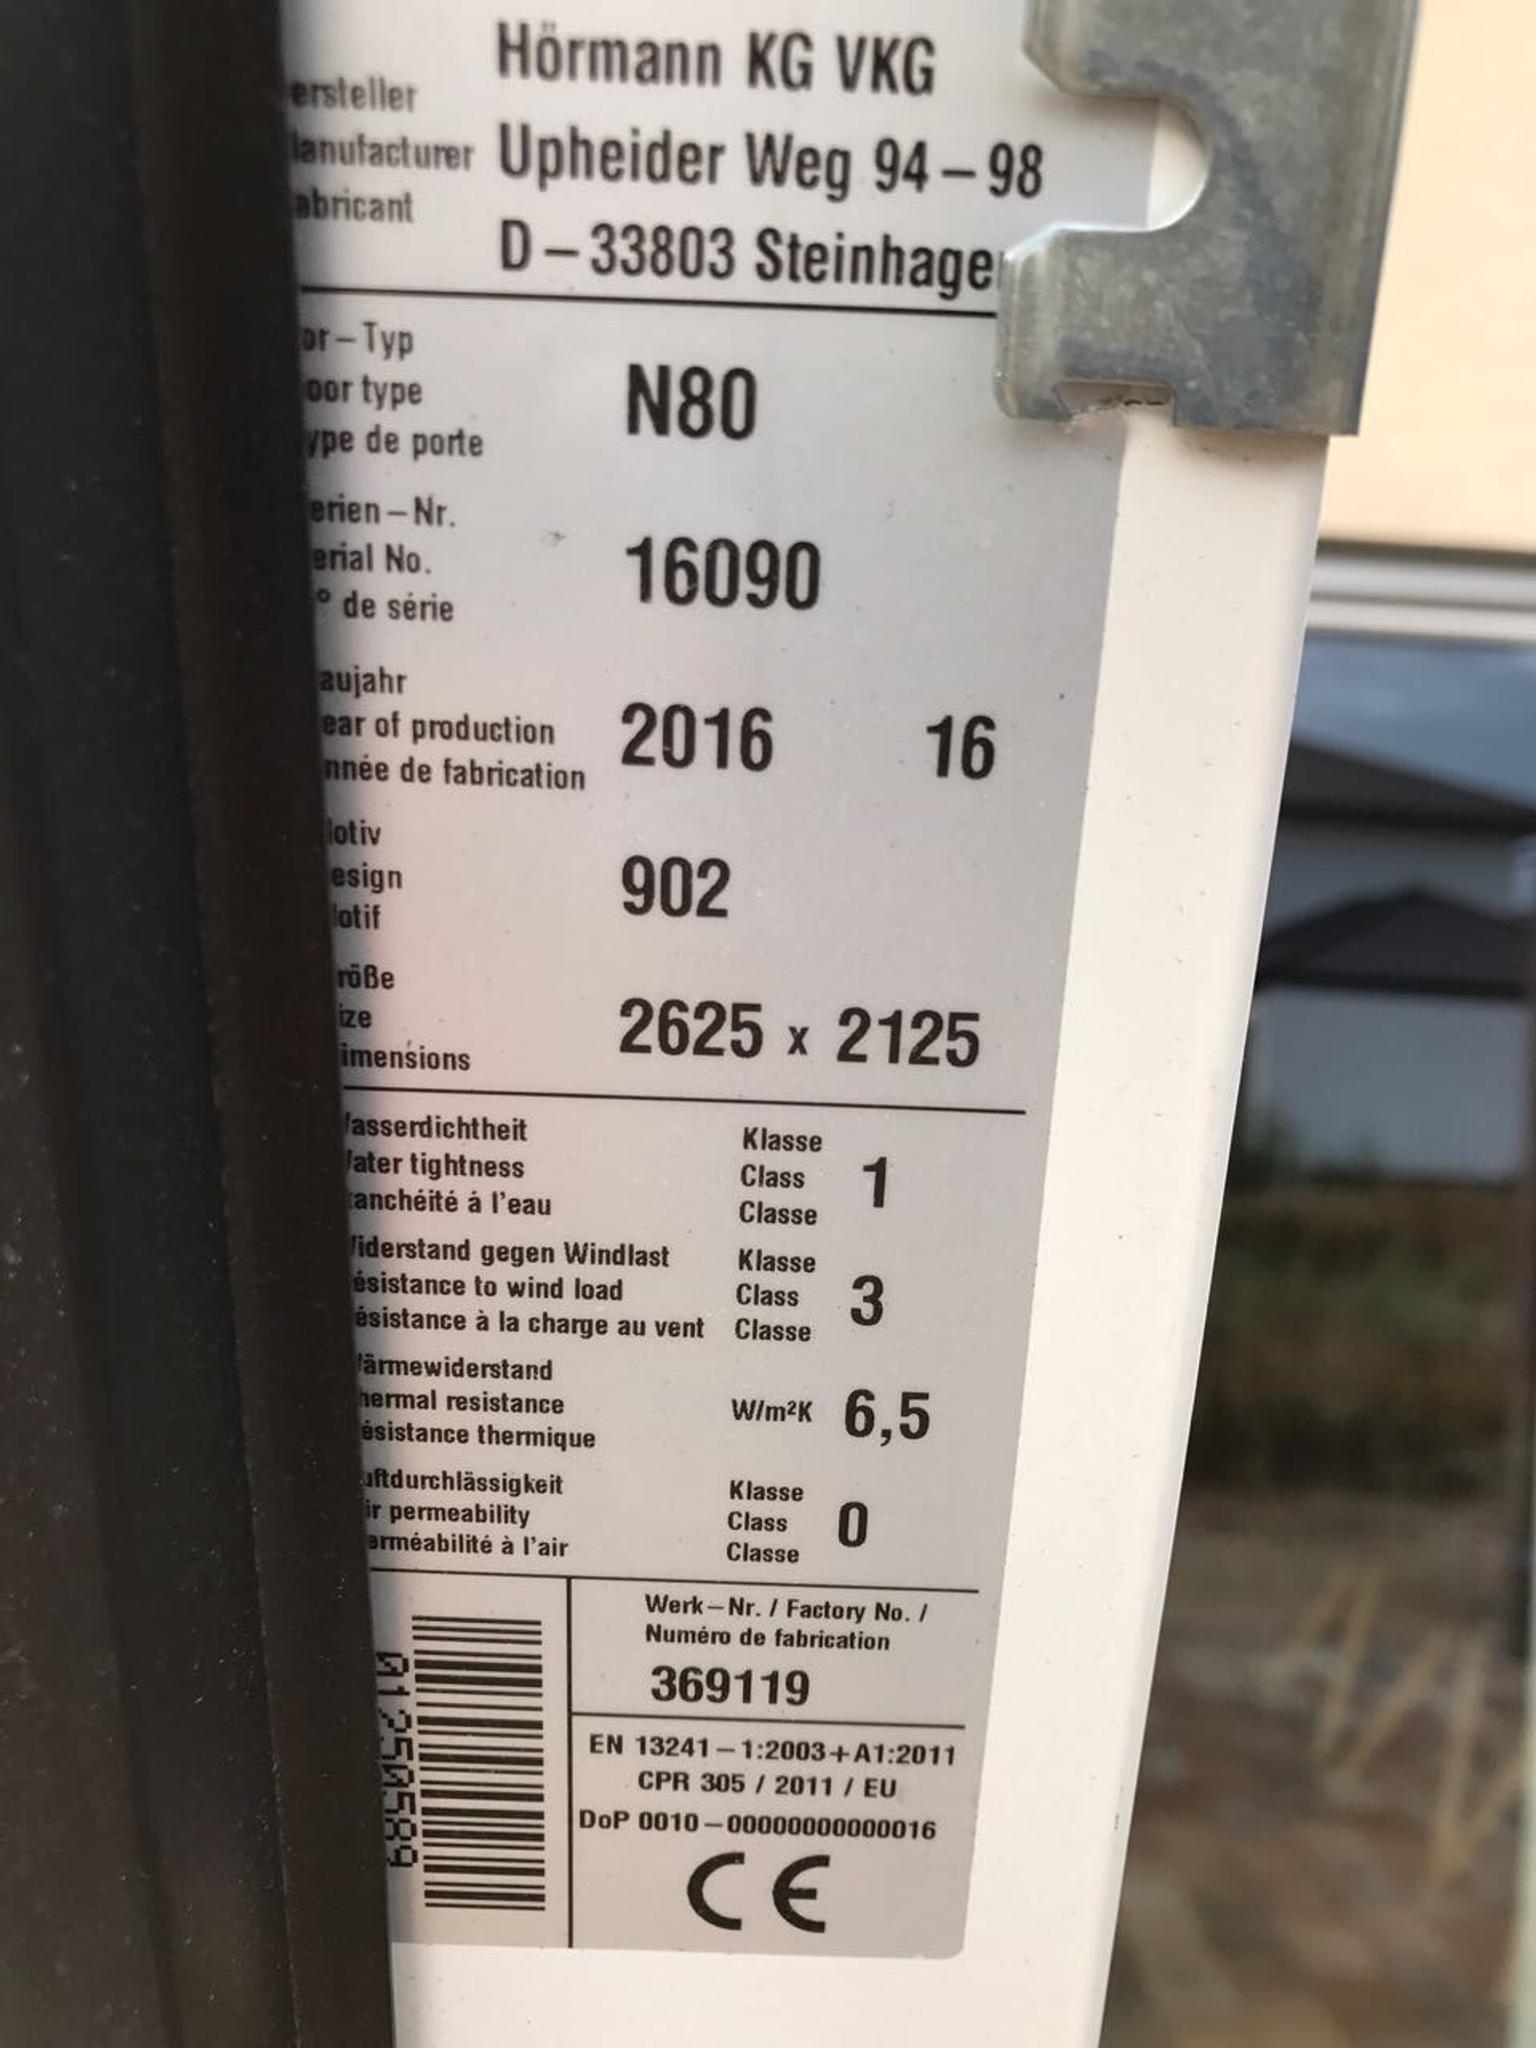 Hörmann KG VKG
ersteller
anufacturer Upheider Weg 94 – 98
abricant
D – 33803 Steinhage
or – Typ
oor type N80
ype de porte
erien – Nr.
erial No. 16090
° de série
aujahr
ear of production 2016 16
nnée de fabrication
otiv
esign 902
otif
röße
ize 2625 x 2125
imensions
asserdichtheit Klasse
ater tightness Class 1
tanchéité á l'eau Classe
iderstand gegen Windlast Klasse
ésistance to wind load Class 3
ésistance à la charge au vent Classe
ärmewiderstand
hermal resistance W/m²K 6,5
ésistance thermique
uftdurchlässigkeit Klasse
ir permeability Class 0
erméabilité à l'air Classe
Werk – Nr. / Factory No. /
Numéro de fabrication
369119
EN 13241 – 1:2003+A1:2011
CPR 305 / 2011 / EU
DoP 0010 – 00000000000016
CE
01250589